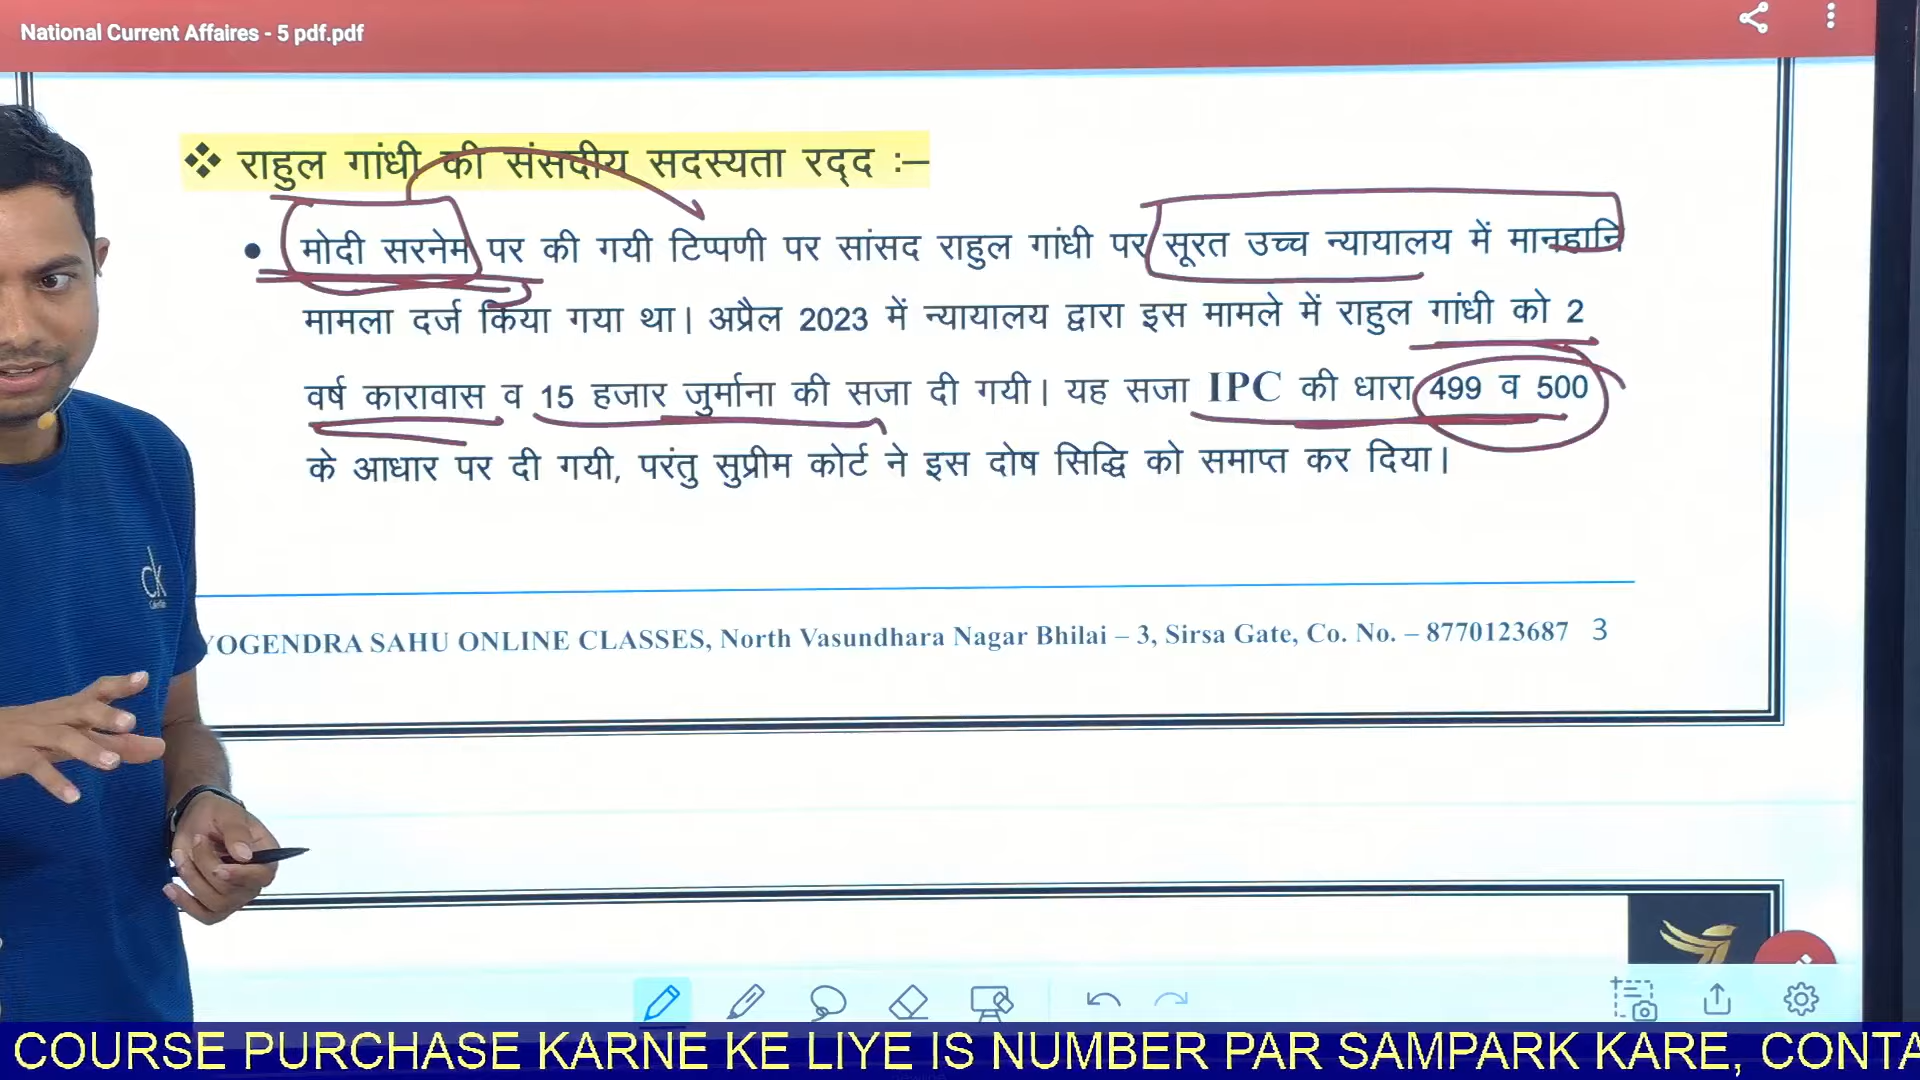 National Current Affaires - 5 pdf.pdf
❖ राहुल गांधी की संसदीय सदस्यता रद्द :–
• मोदी सरनेम पर की गयी टिप्पणी पर सांसद राहुल गांधी पर सूरत उच्च न्यायालय में मानहानि
मामला दर्ज किया गया था। अप्रैल 2023 में न्यायालय द्वारा इस मामले में राहुल गांधी को 2
वर्ष कारावास व 15 हजार जुर्माना की सजा दी गयी। यह सजा IPC की धारा 499 व 500
के आधार पर दी गयी, परंतु सुप्रीम कोर्ट ने इस दोष सिद्धि को समाप्त कर दिया।
YOGENDRA SAHU ONLINE CLASSES, North Vasundhara Nagar Bhilai – 3, Sirsa Gate, Co. No. – 8770123687 3
ck
COURSE PURCHASE KARNE KE LIYE IS NUMBER PAR SAMPARK KARE, CONTA